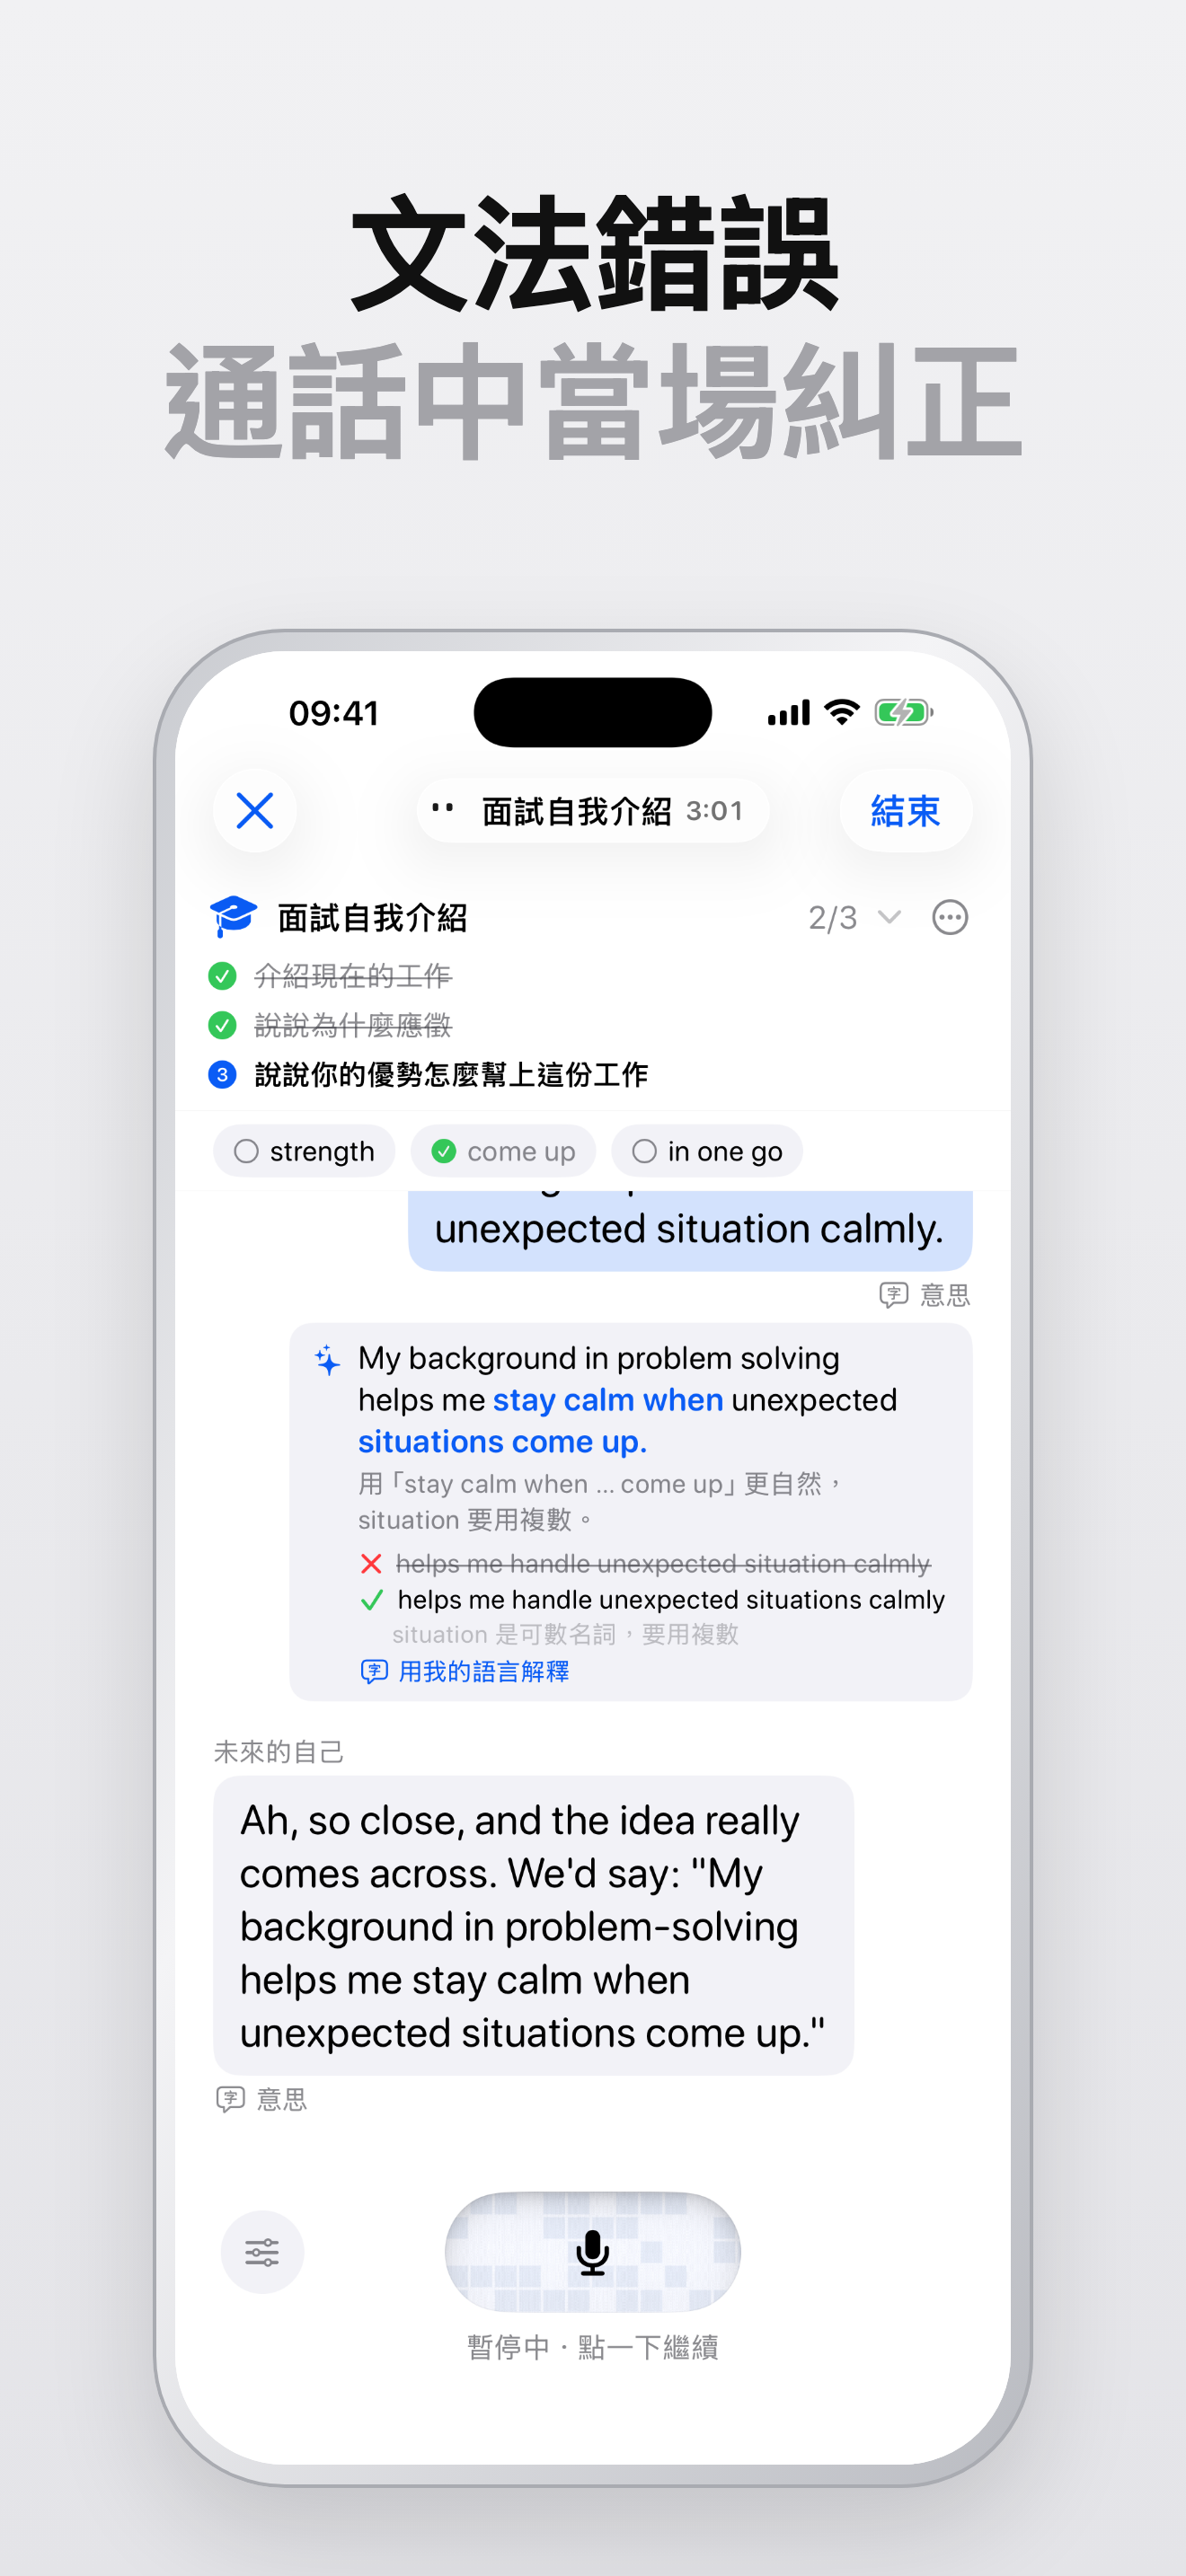 文法錯誤
通話中當場糾正
09:41
面試自我介紹 3:01
結束
面試自我介紹 2/3
介紹現在的工作
說說為什麼應徵
3 說說你的優勢怎麼幫上這份工作
strength come up in one go
unexpected situation calmly.
字 意思
My background in problem solving
helps me stay calm when unexpected
situations come up.
用「stay calm when ... come up」更自然，
situation 要用複數。
helps me handle unexpected situation calmly
helps me handle unexpected situations calmly
situation 是可數名詞，要用複數
字 用我的語言解釋
未來的自己
Ah, so close, and the idea really
comes across. We'd say: "My
background in problem-solving
helps me stay calm when
unexpected situations come up."
字 意思
暫停中 · 點一下繼續